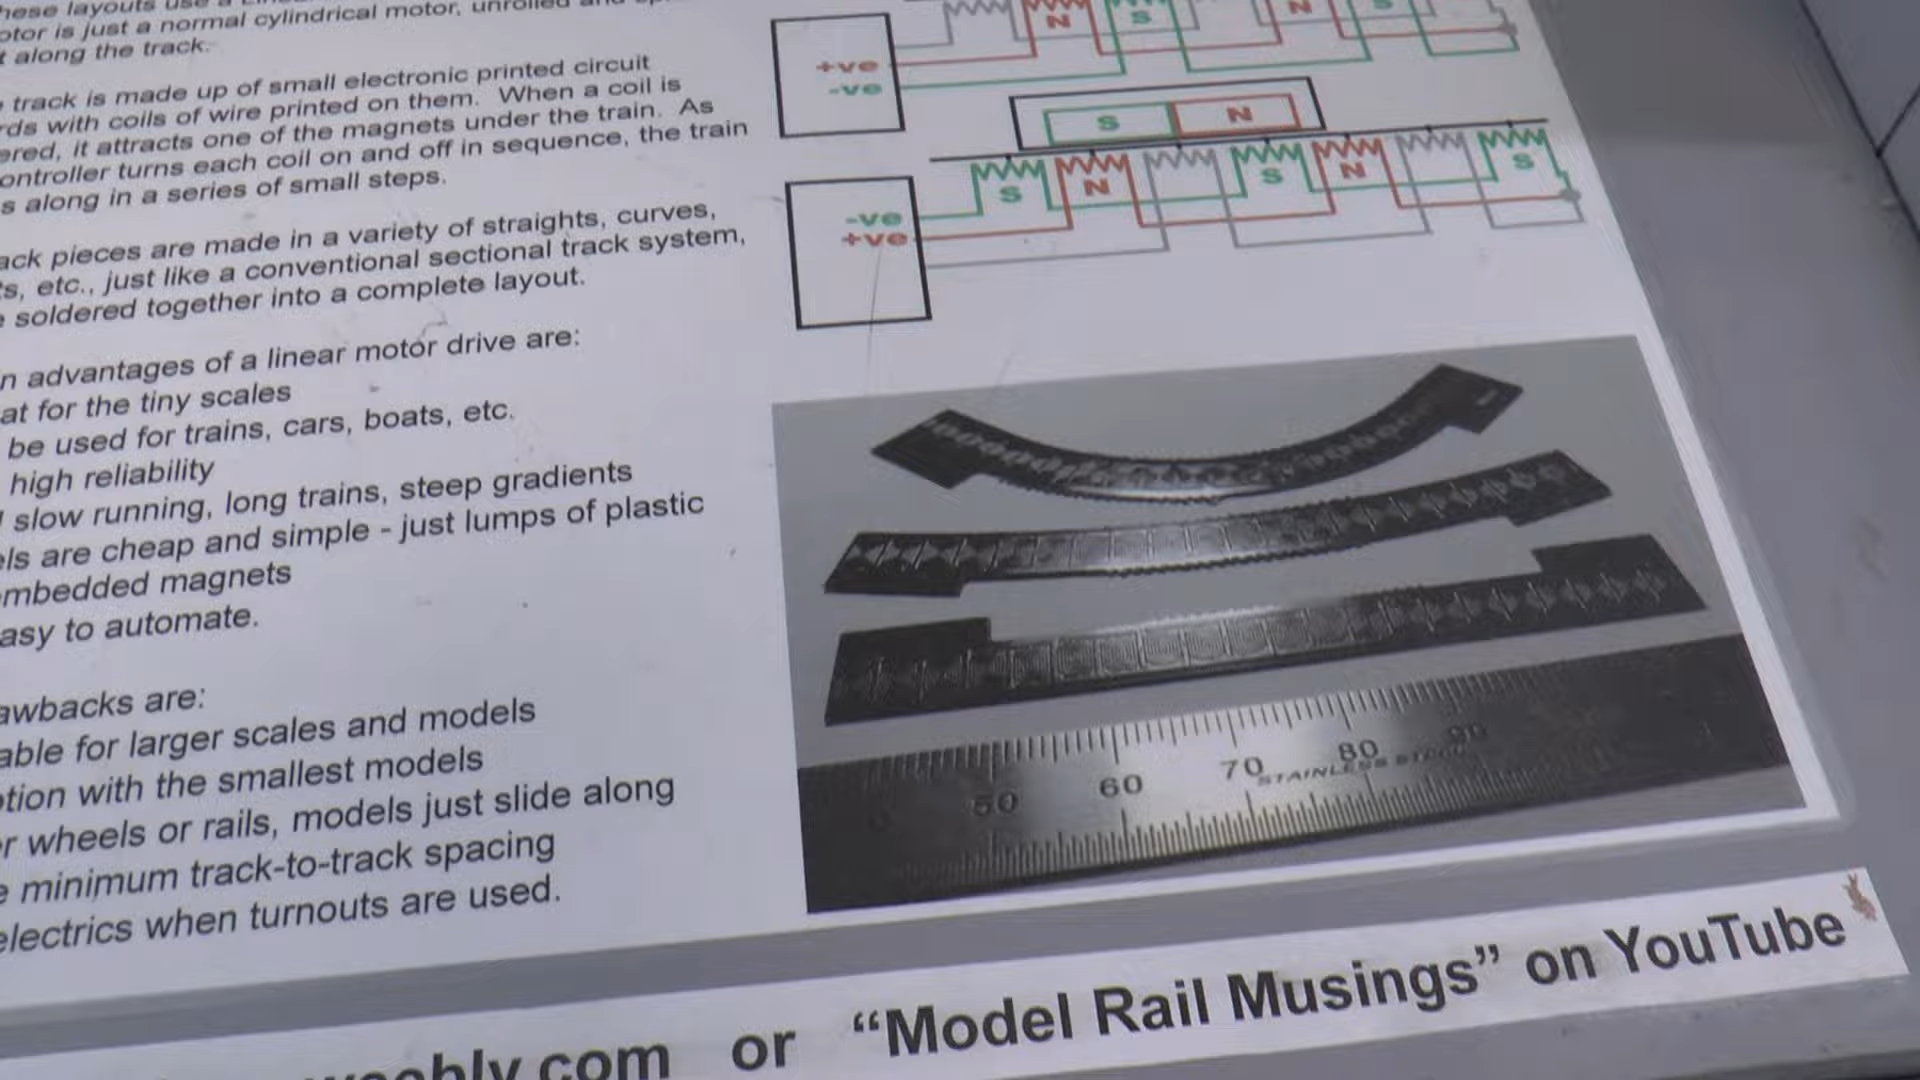 these layouts use a
motor is just a normal cylindrical motor, unrolled and
t along the track.
track is made up of small electronic printed circuit
rds with coils of wire printed on them. When a coil is
ered, it attracts one of the magnets under the train. As
ontroller turns each coil on and off in sequence, the train
s along in a series of small steps.
ack pieces are made in a variety of straights, curves,
s, etc., just like a conventional sectional track system,
e soldered together into a complete layout.
n advantages of a linear motor drive are:
at for the tiny scales
be used for trains, cars, boats, etc.
high reliability
slow running, long trains, steep gradients
els are cheap and simple - just lumps of plastic
mbedded magnets
asy to automate.
awbacks are:
able for larger scales and models
otion with the smallest models
r wheels or rails, models just slide along
e minimum track-to-track spacing
electrics when turnouts are used.
N S N S
+ve
-ve
S N
S N S N S
-ve
+ve
50 60 70 80 90
STAINLESS STEEL
weebly.com or “Model Rail Musings” on YouTube